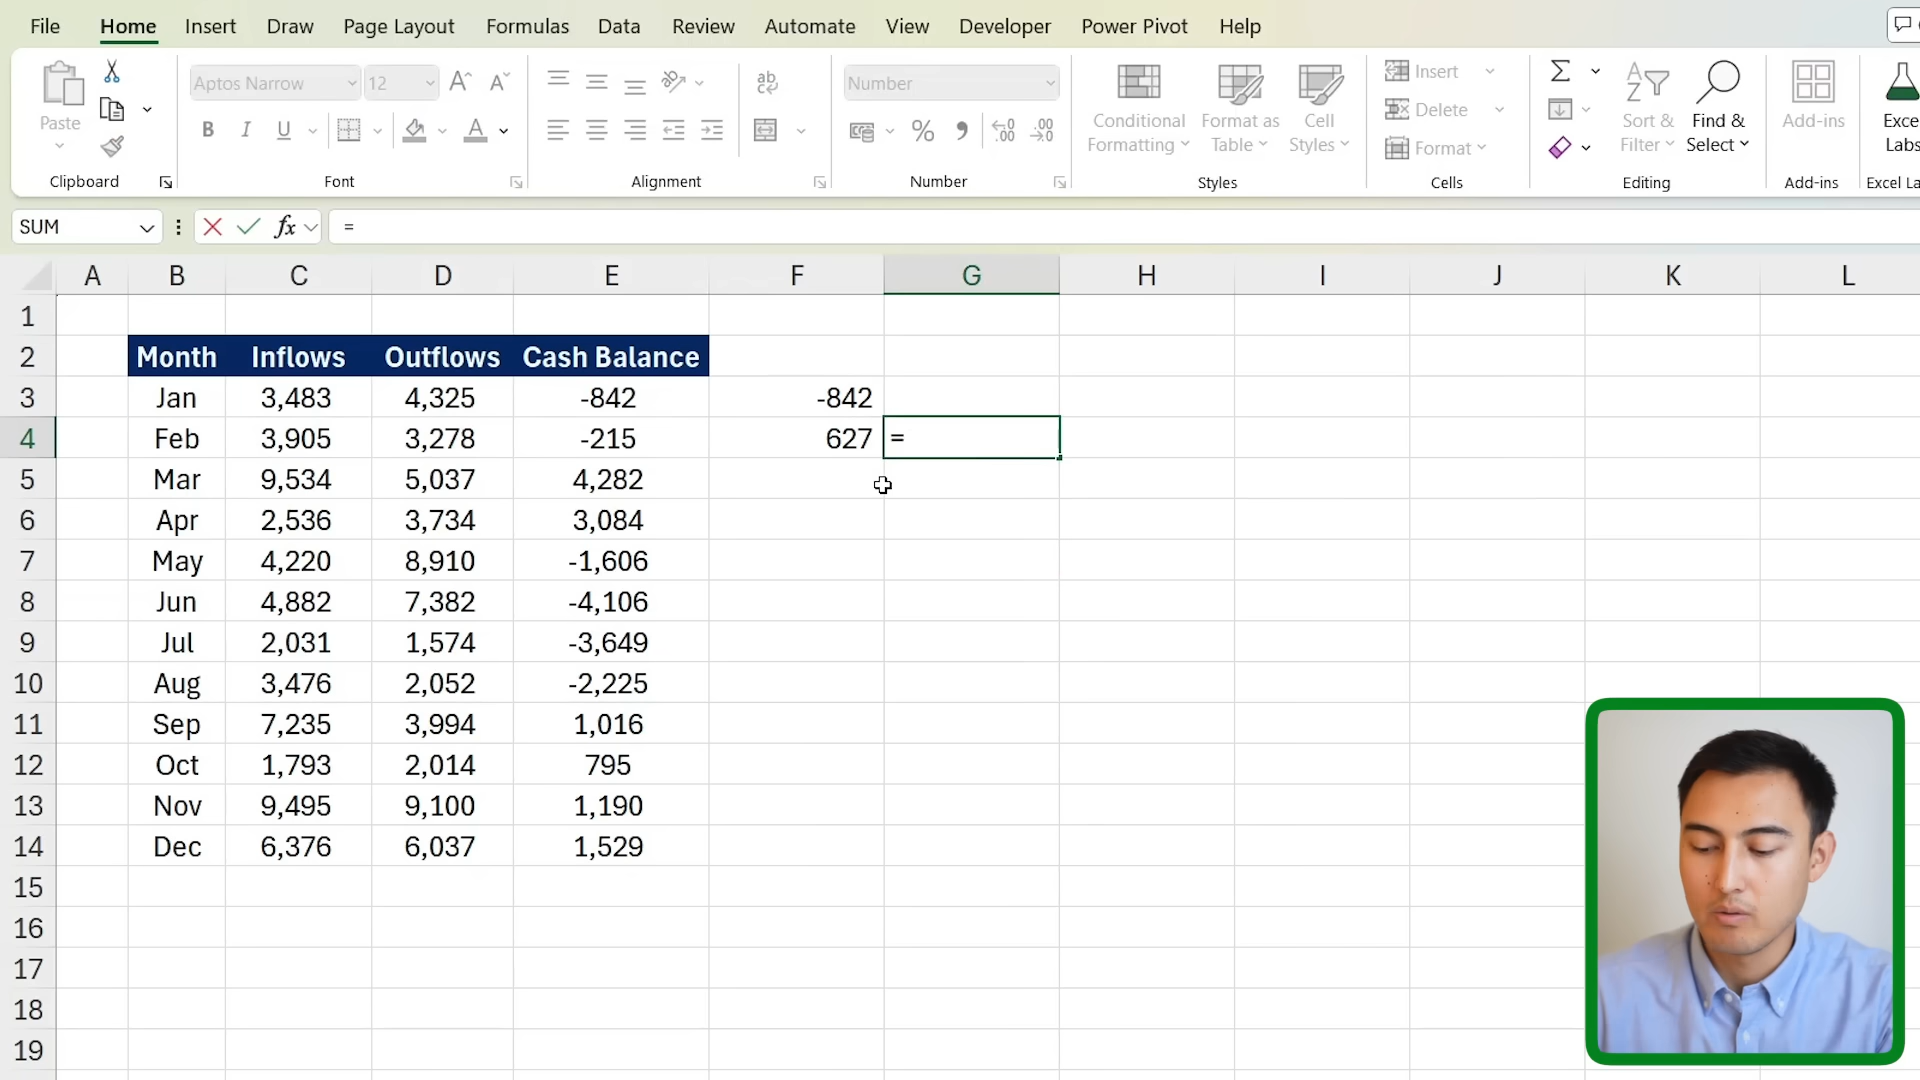 File Home Insert Draw Page Layout Formulas Data Review Automate View Developer Power Pivot Help
Paste
Clipboard
Aptos Narrow 12
B I U A
Font
ab
Alignment
Number
% 9 .00 .00
Number
Conditional Formatting
Format as Table
Cell Styles
Styles
Insert
Delete
Format
Cells
Σ
Sort & Filter
Find & Select
Editing
Add-ins
Add-ins
SUM fx =
A B C D E F G H I J K L
1
2 Month Inflows Outflows Cash Balance
3 Jan 3,483 4,325 -842 -842
4 Feb 3,905 3,278 -215 627 =
5 Mar 9,534 5,037 4,282
6 Apr 2,536 3,734 3,084
7 May 4,220 8,910 -1,606
8 Jun 4,882 7,382 -4,106
9 Jul 2,031 1,574 -3,649
10 Aug 3,476 2,052 -2,225
11 Sep 7,235 3,994 1,016
12 Oct 1,793 2,014 795
13 Nov 9,495 9,100 1,190
14 Dec 6,376 6,037 1,529
15
16
17
18
19